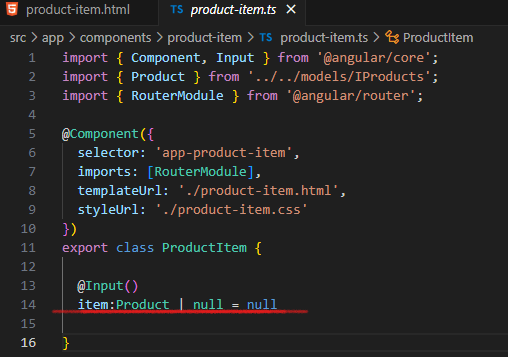 product-item.html
TS product-item.ts ×
src > app > components > product-item > TS product-item.ts > ProductItem
1 import { Component, Input } from '@angular/core';
2 import { Product } from '../../models/IProducts';
3 import { RouterModule } from '@angular/router';
4
5 @Component({
6 selector: 'app-product-item',
7 imports: [RouterModule],
8 templateUrl: './product-item.html',
9 styleUrl: './product-item.css'
10 })
11 export class ProductItem {
12
13 @Input()
14 item:Product | null = null
15
16 }